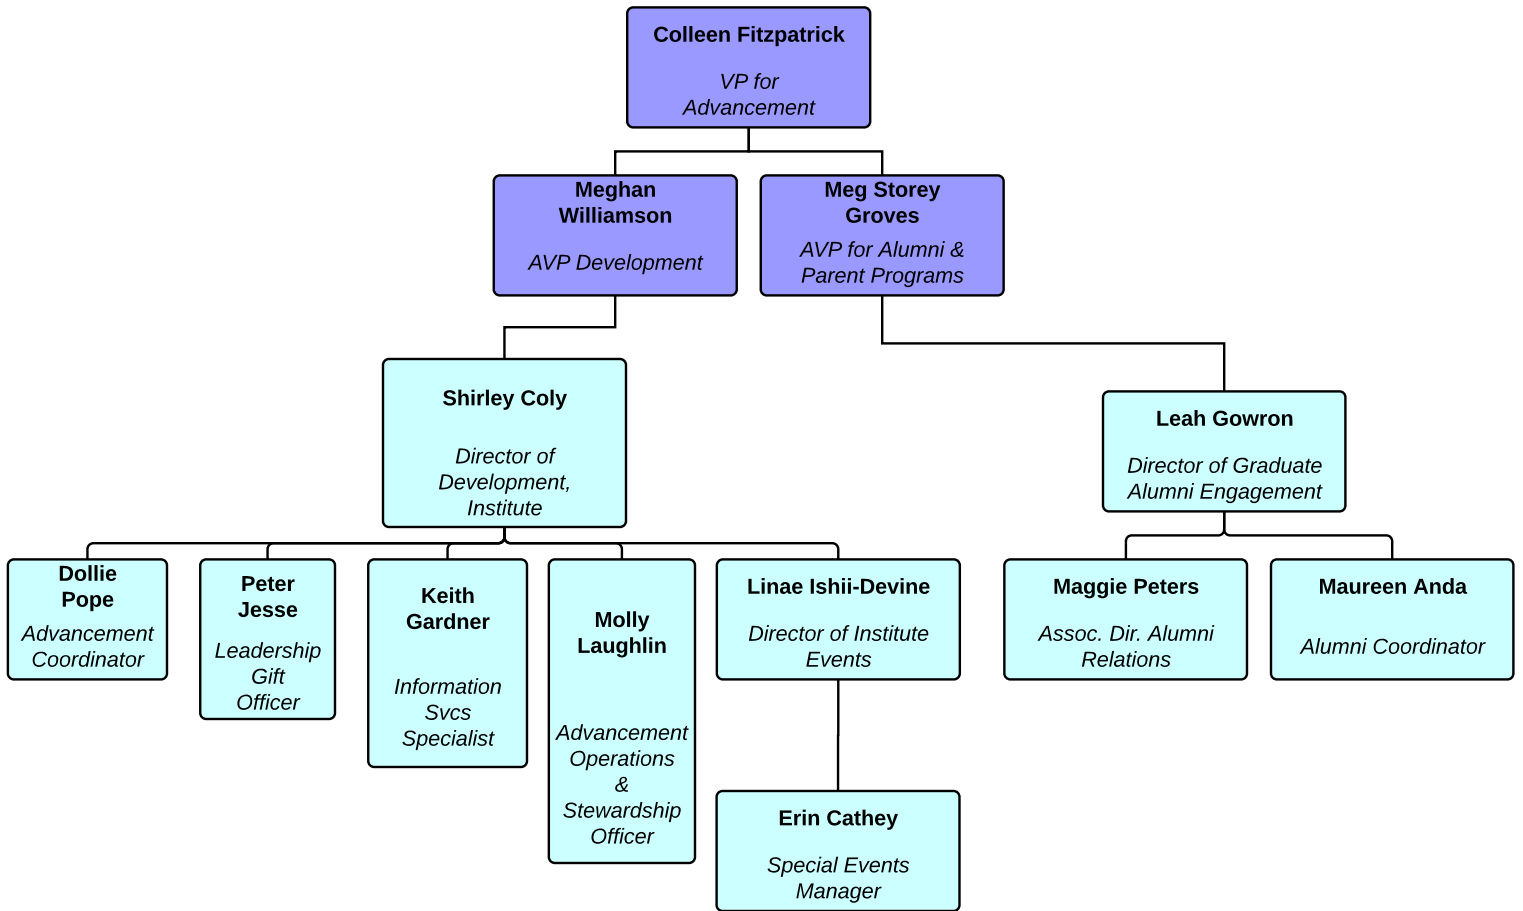 Colleen Fitzpatrick
VP for
Advancement
Meghan
Williamson
AVP Development
Meg Storey
Groves
AVP for Alumni &
Parent Programs
Shirley Coly
Director of
Development,
Institute
Leah Gowron
Director of Graduate
Alumni Engagement
Dollie
Pope
Advancement
Coordinator
Peter
Jesse
Leadership
Gift
Officer
Keith
Gardner
Information
Svcs
Specialist
Molly
Laughlin
Advancement
Operations
&
Stewardship
Officer
Linae Ishii-Devine
Director of Institute
Events
Maggie Peters
Assoc. Dir. Alumni
Relations
Maureen Anda
Alumni Coordinator
Erin Cathey
Special Events
Manager